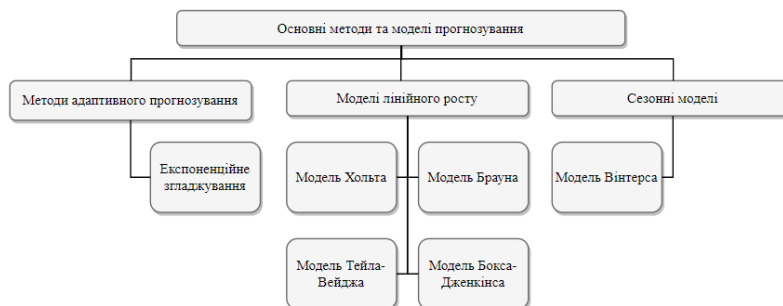 Основні методи та моделі прогнозування
Методи адаптивного прогнозування
Моделі лінійного росту
Сезонні моделі
Експоненційне
згладжування
Модель Хольта
Модель Брауна
Модель Вінтерса
Модель Тейла-
Вейджа
Модель Бокса-
Дженкінса